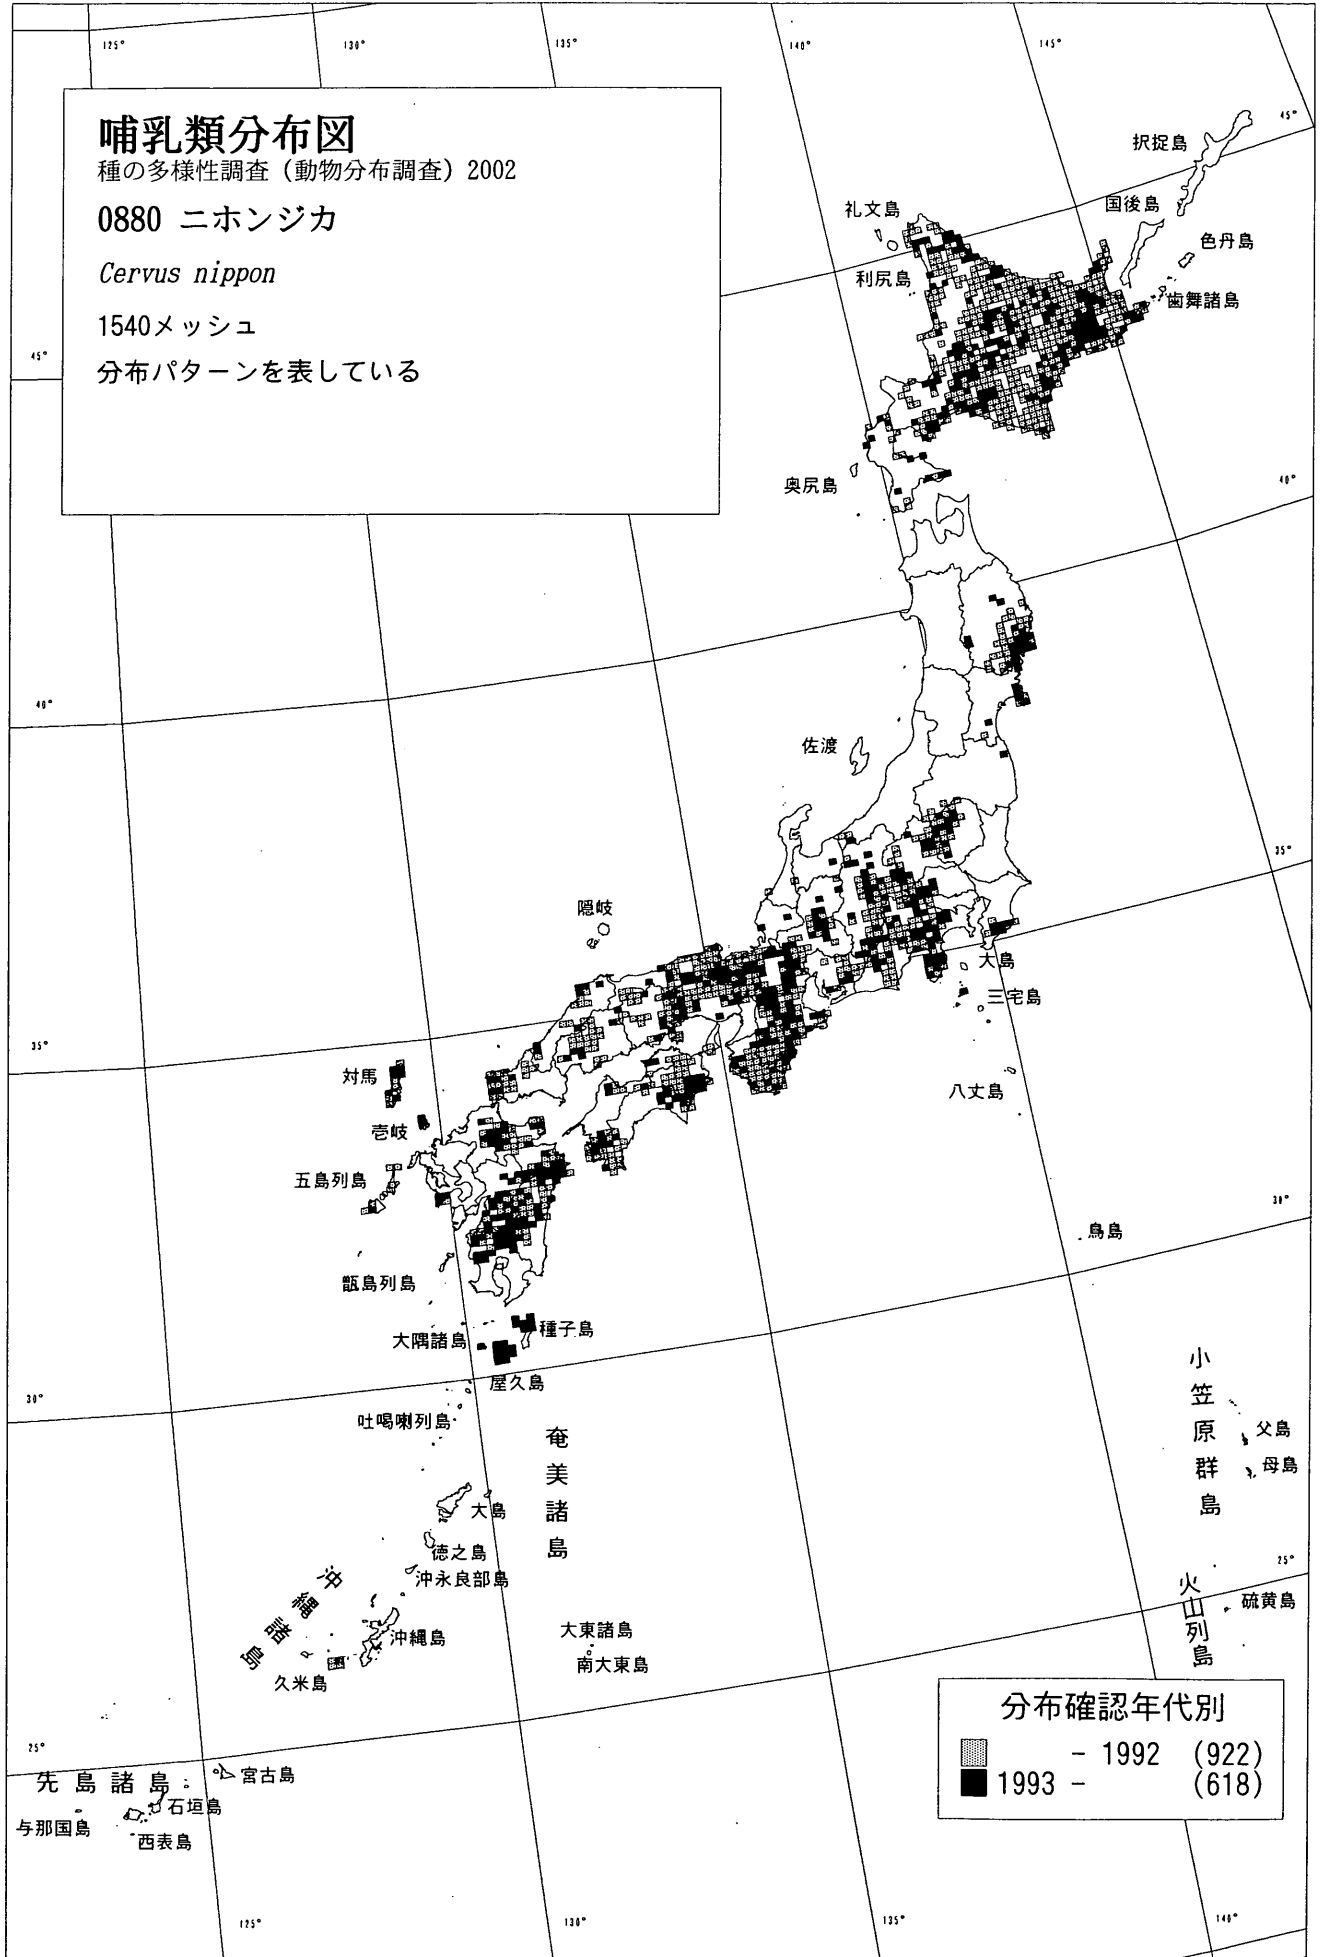 125°
130°
135°
140°
145°
哺乳類分布図
種の多様性調査（動物分布調査）2002
0880 ニホンジカ
Cervus nippon
1540メッシュ
分布パターンを表している
45°
択捉島
国後島
礼文島
色丹島
利尻島
歯舞諸島
45°
奥尻島
40°
40°
佐渡
35°
隠岐
大島
三宅島
35°
対馬
八丈島
壱岐
五島列島
30°
鳥島
甑島列島
大隅諸島
種子島
屋久島
30°
吐喝喇列島
奄美諸島
小笠原群島
父島
母島
大島
徳之島
沖永良部島
沖縄諸島
沖縄島
久米島
大東諸島
南大東島
25°
火山列島
硫黄島
分布確認年代別
- 1992 (922)
1993 - (618)
25°
先島諸島
宮古島
石垣島
与那国島
西表島
125°
130°
135°
140°